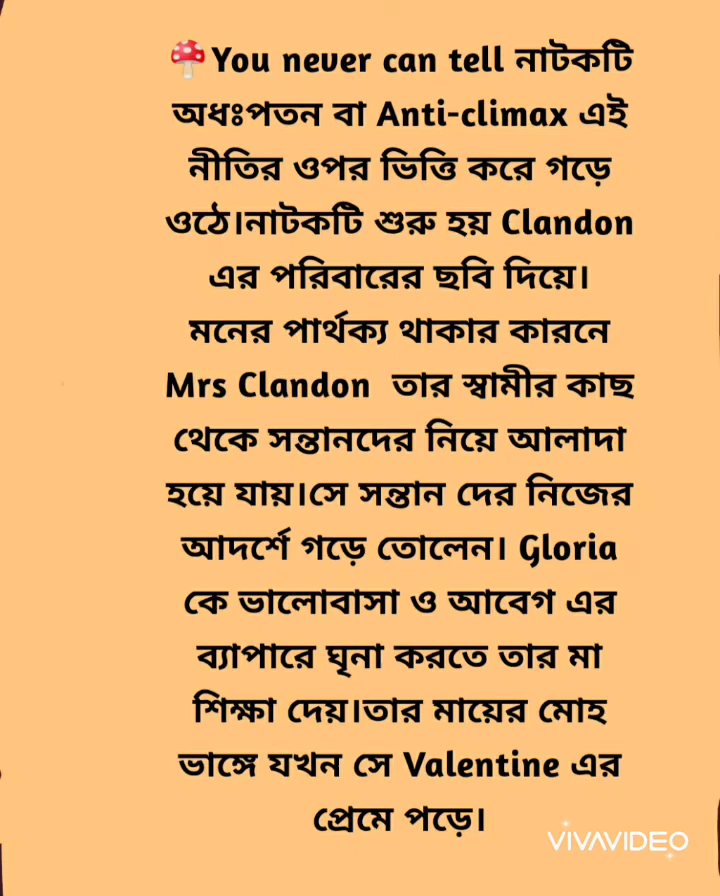 🍄You never can tell নাটকটি
অধঃপতন বা Anti-climax এই
নীতির ওপর ভিত্তি করে গড়ে
ওঠে।নাটকটি শুরু হয় Clandon
এর পরিবারের ছবি দিয়ে।
মনের পার্থক্য থাকার কারনে
Mrs Clandon তার স্বামীর কাছ
থেকে সন্তানদের নিয়ে আলাদা
হয়ে যায়।সে সন্তান দের নিজের
আদর্শে গড়ে তোলেন। Gloria
কে ভালোবাসা ও আবেগ এর
ব্যাপারে ঘৃনা করতে তার মা
শিক্ষা দেয়।তার মায়ের মোহ
ভাঙ্গে যখন সে Valentine এর
প্রেমে পড়ে।
VIVAVIDEO